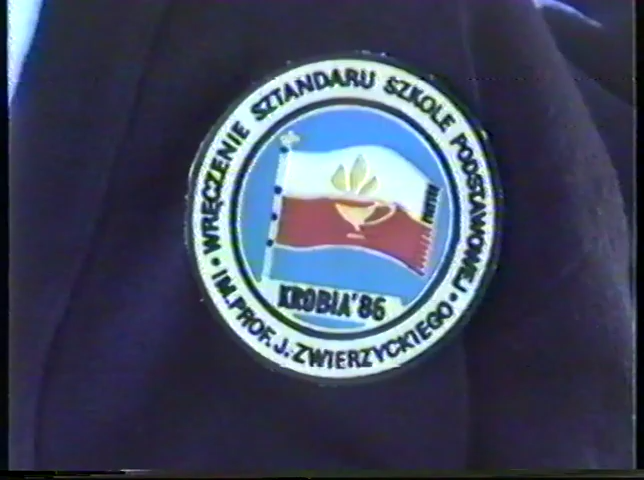 WRĘCZENIE SZTANDARU SZKOLE PODSTAWOWEJ
IM. PROF. J. ZWIERZYCKIEGO
KROBIA'86